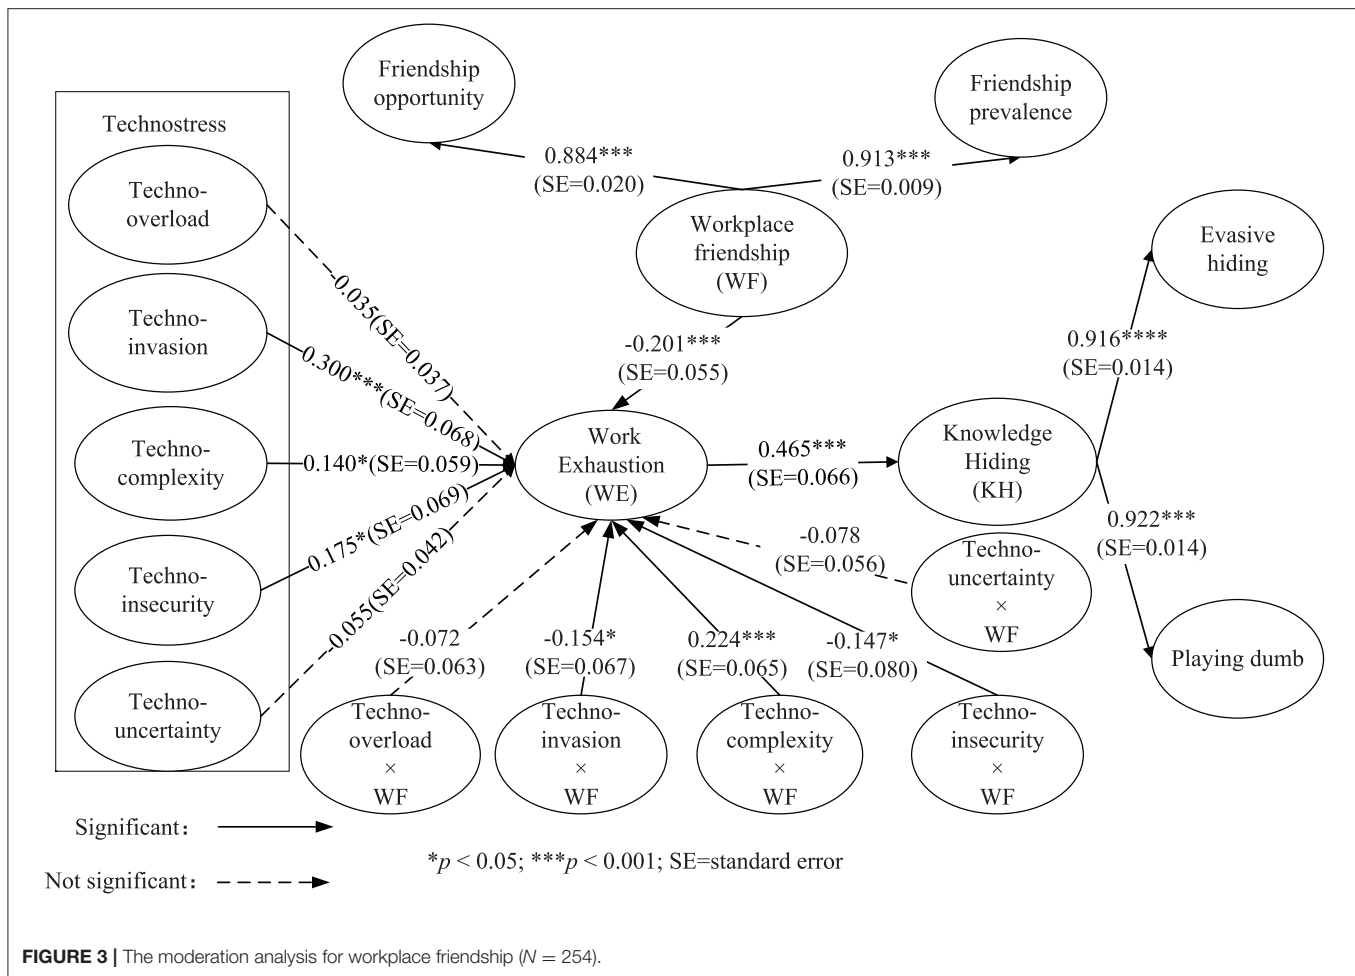 Friendship
opportunity
Friendship
prevalence
Technostress
0.884***
(SE=0.020)
0.913***
(SE=0.009)
Techno-
overload
Workplace
friendship
(WF)
Evasive
hiding
-0.035(SE=0.037)
Techno-
invasion
0.300***(SE=0.068)
-0.201***
(SE=0.055)
0.916****
(SE=0.014)
Techno-
complexity
0.140*(SE=0.059)
Work
Exhaustion
(WE)
0.465***
(SE=0.066)
Knowledge
Hiding
(KH)
0.175*(SE=0.069)
0.922***
(SE=0.014)
Techno-
insecurity
-0.055(SE=0.042)
-0.078
(SE=0.056)
Techno-
uncertainty
×
WF
-0.072
(SE=0.063)
-0.154*
(SE=0.067)
0.224***
(SE=0.065)
-0.147*
(SE=0.080)
Playing dumb
Techno-
uncertainty
Techno-
overload
×
WF
Techno-
invasion
×
WF
Techno-
complexity
×
WF
Techno-
insecurity
×
WF
Significant:
*p < 0.05; ***p < 0.001; SE=standard error
Not significant:
FIGURE 3 | The moderation analysis for workplace friendship (N = 254).